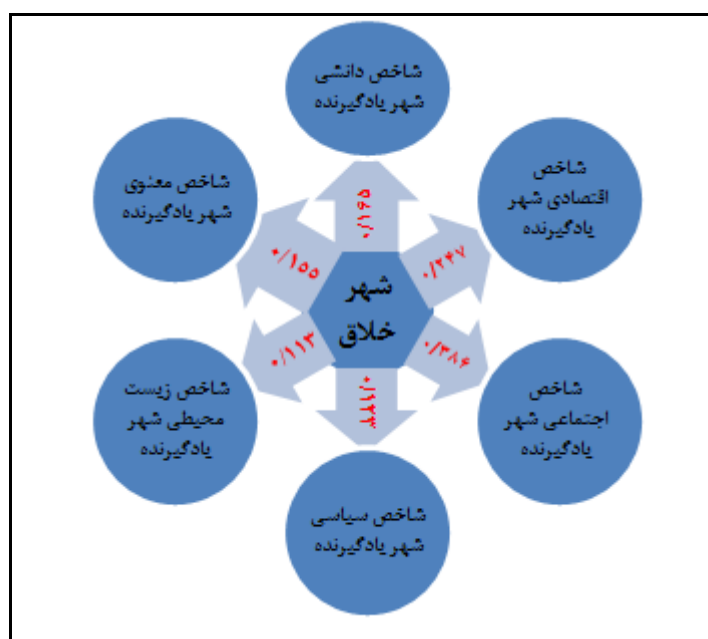 شاخص دانشی
شهر یادگیرنده
شاخص
اقتصادی شهر
یادگیرنده
شاخص معنوی
شهر یادگیرنده
۰/۱۶۵
۰/۲۴۷
۰/۱۵۵
شهر
خلاق
۰/۳۸۶
۰/۱۱۳
شاخص
اجتماعی شهر
یادگیرنده
شاخص زیست
محیطی شهر
یادگیرنده
شاخص سیاسی
شهر یادگیرنده